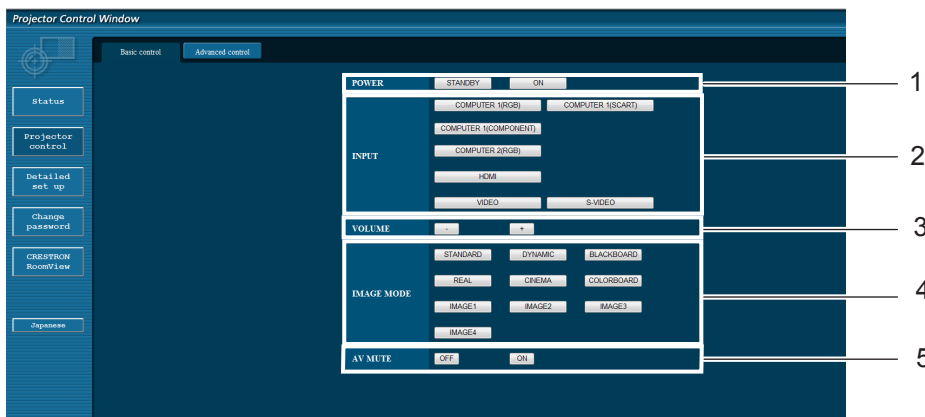 Projector Control Window
Basic control Advanced control
Status
Projector
control
Detailed
set up
Change
password
CRESTRON
RoomView
Japanese
POWER STANDBY ON 1
INPUT
COMPUTER 1(RGB) COMPUTER 1(SCART)
COMPUTER 1(COMPONENT)
COMPUTER 2(RGB)
HDMI
VIDEO S-VIDEO
2
VOLUME - + 3
IMAGE MODE
STANDARD DYNAMIC BLACKBOARD
REAL CINEMA COLORBOARD
IMAGE1 IMAGE2 IMAGE3
IMAGE4
4
AV MUTE OFF ON 5